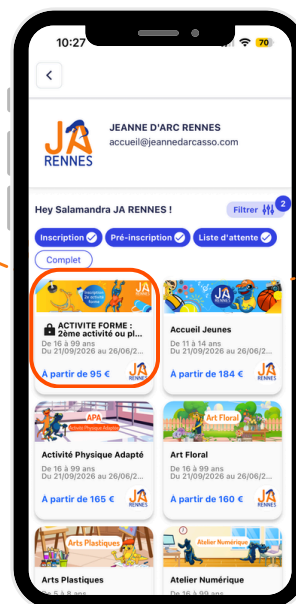 10:27
70
JA
RENNES
JEANNE D'ARC RENNES
accueil@jeannedarcasso.com
Hey Salamandra JA RENNES !
Filtrer
2
Inscription
Pré-inscription
Liste d'attente
Complet
JA
ACTIVITE FORME :
2ème activité ou pl...
De 16 à 99 ans
Du 21/09/2026 au 26/06/2...
A partir de 95 €
JA
RENNES
JA
Accueil Jeunes
De 11 à 14 ans
Du 21/09/2026 au 26/06/2...
A partir de 184 €
JA
RENNES
APA
Activité Physique Adapté
De 16 à 99 ans
Du 21/09/2026 au 26/06/2...
A partir de 165 €
JA
RENNES
Art Floral
Art Floral
De 16 à 99 ans
Du 21/09/2026 au 26/06/2...
A partir de 160 €
JA
RENNES
Arts Plastiques
Arts Plastiques
De 5 à 8 ans
Atelier Numérique
Atelier Numérique
De 16 à 99 ans